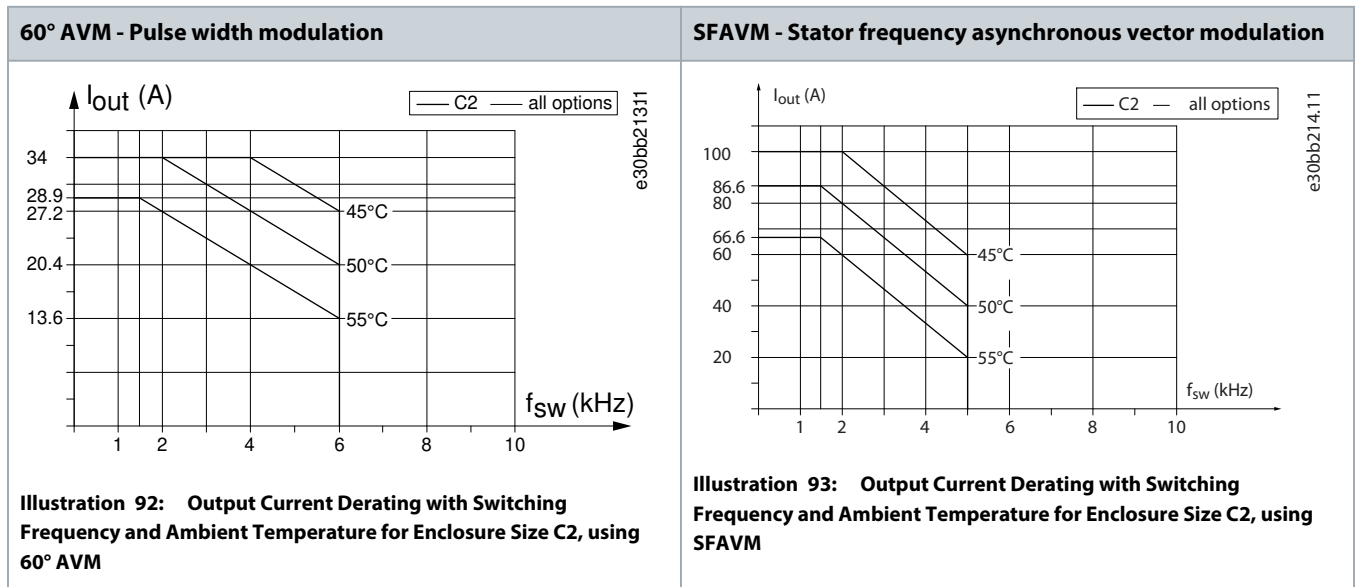 60° AVM - Pulse width modulation
SFAVM - Stator frequency asynchronous vector modulation
Iout (A)
C2 all options
e30bb21311
34
28.9
27.2
20.4
13.6
45°C
50°C
55°C
fsw (kHz)
1 2 4 6 8 10
Illustration 92: Output Current Derating with Switching
Frequency and Ambient Temperature for Enclosure Size C2, using
60° AVM
Iout (A)
C2 all options
e30bb214.11
100
86.6
80
66.6
60
40
20
45°C
50°C
55°C
fsw (kHz)
1 2 4 6 8 10
Illustration 93: Output Current Derating with Switching
Frequency and Ambient Temperature for Enclosure Size C2, using
SFAVM